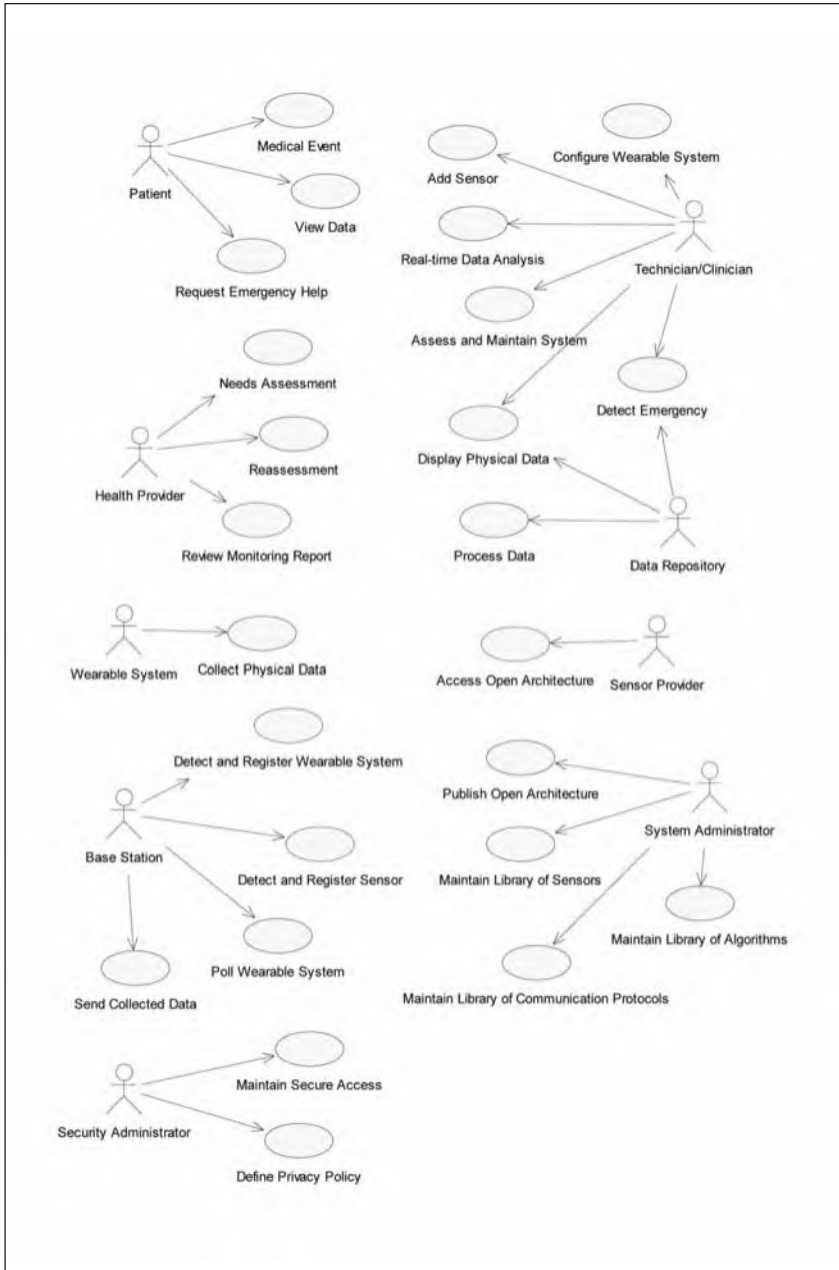 Medical Event
Patient
View Data
Request Emergency Help
Needs Assessment
Reassessment
Health Provider
Review Monitoring Report
Wearable System
Collect Physical Data
Detect and Register Wearable System
Base Station
Detect and Register Sensor
Poll Wearable System
Send Collected Data
Maintain Secure Access
Security Administrator
Define Privacy Policy
Configure Wearable System
Add Sensor
Real-time Data Analysis
Technician/Clinician
Assess and Maintain System
Detect Emergency
Display Physical Data
Process Data
Data Repository
Access Open Architecture
Sensor Provider
Publish Open Architecture
System Administrator
Maintain Library of Sensors
Maintain Library of Algorithms
Maintain Library of Communication Protocols